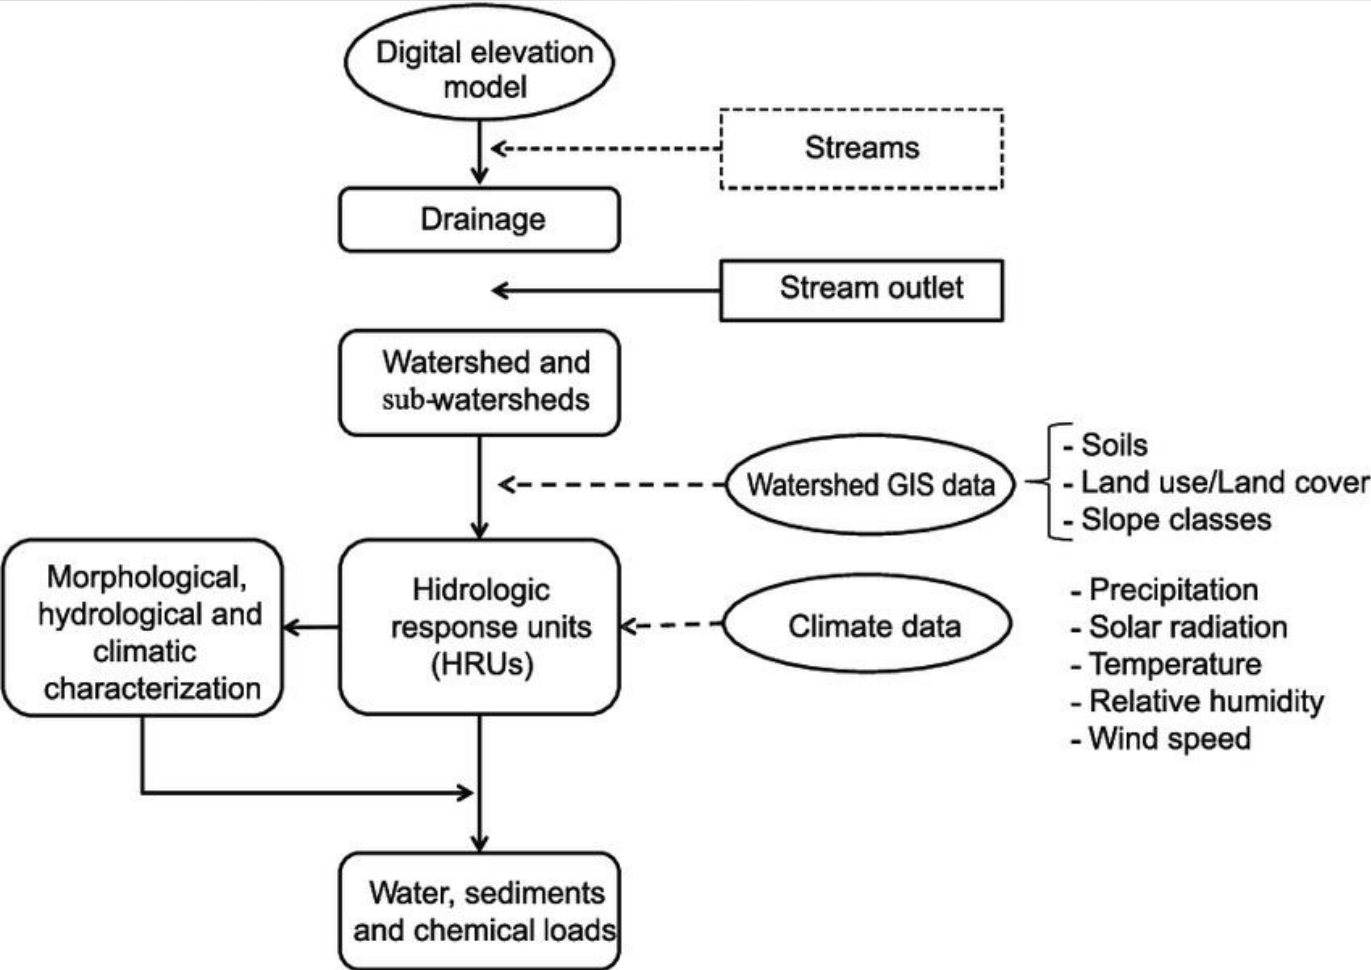 Digital elevation
model
Streams
Drainage
Stream outlet
Watershed and
sub-watersheds
Watershed GIS data
- Soils
- Land use/Land cover
- Slope classes
Morphological,
hydrological and
climatic
characterization
Hidrologic
response units
(HRUs)
Climate data
- Precipitation
- Solar radiation
- Temperature
- Relative humidity
- Wind speed
Water, sediments
and chemical loads